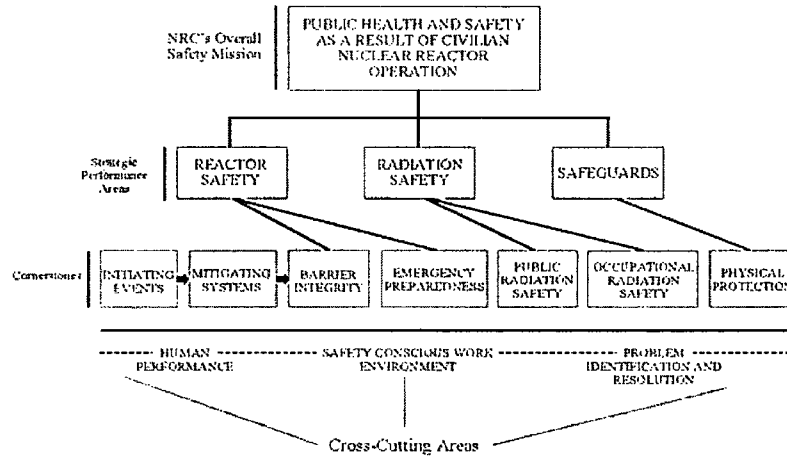 NRC's Overall
Safety Mission
PUBLIC HEALTH AND SAFETY
AS A RESULT OF CIVILIAN
NUCLEAR REACTOR
OPERATION
Strategic
Performance
Areas
REACTOR
SAFETY
RADIATION
SAFETY
SAFEGUARDS
Cornerstones
INITIATING
EVENTS
MITIGATING
SYSTEMS
BARRIER
INTEGRITY
EMERGENCY
PREPAREDNESS
PUBLIC
RADIATION
SAFETY
OCCUPATIONAL
RADIATION
SAFETY
PHYSICAL
PROTECTION
HUMAN
PERFORMANCE
SAFETY CONSCIOUS WORK
ENVIRONMENT
PROBLEM
IDENTIFICATION AND
RESOLUTION
Cross-Cutting Areas